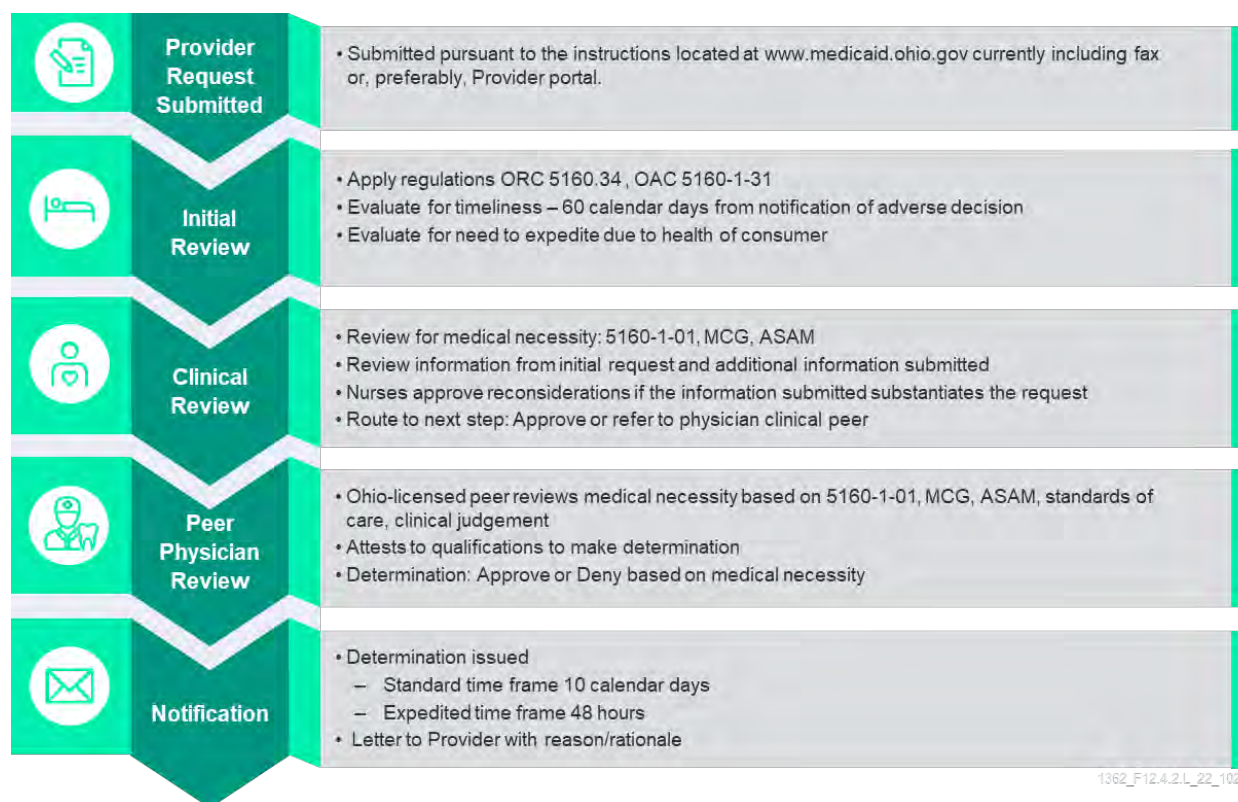 Provider
Request
Submitted
• Submitted pursuant to the instructions located at www.medicaid.ohio.gov currently including fax
or, preferably, Provider portal.
Initial
Review
• Apply regulations ORC 5160.34 , OAC 5160-1-31
• Evaluate for timeliness – 60 calendar days from notification of adverse decision
• Evaluate for need to expedite due to health of consumer
Clinical
Review
• Review for medical necessity: 5160-1-01, MCG, ASAM
• Review information from initial request and additional information submitted
• Nurses approve reconsiderations if the information submitted substantiates the request
• Route to next step: Approve or refer to physician clinical peer
Peer
Physician
Review
• Ohio-licensed peer reviews medical necessity based on 5160-1-01, MCG, ASAM, standards of
care, clinical judgement
• Attests to qualifications to make determination
• Determination: Approve or Deny based on medical necessity
Notification
• Determination issued
– Standard time frame 10 calendar days
– Expedited time frame 48 hours
• Letter to Provider with reason/rationale
1362_F12.4.2.L_22_102